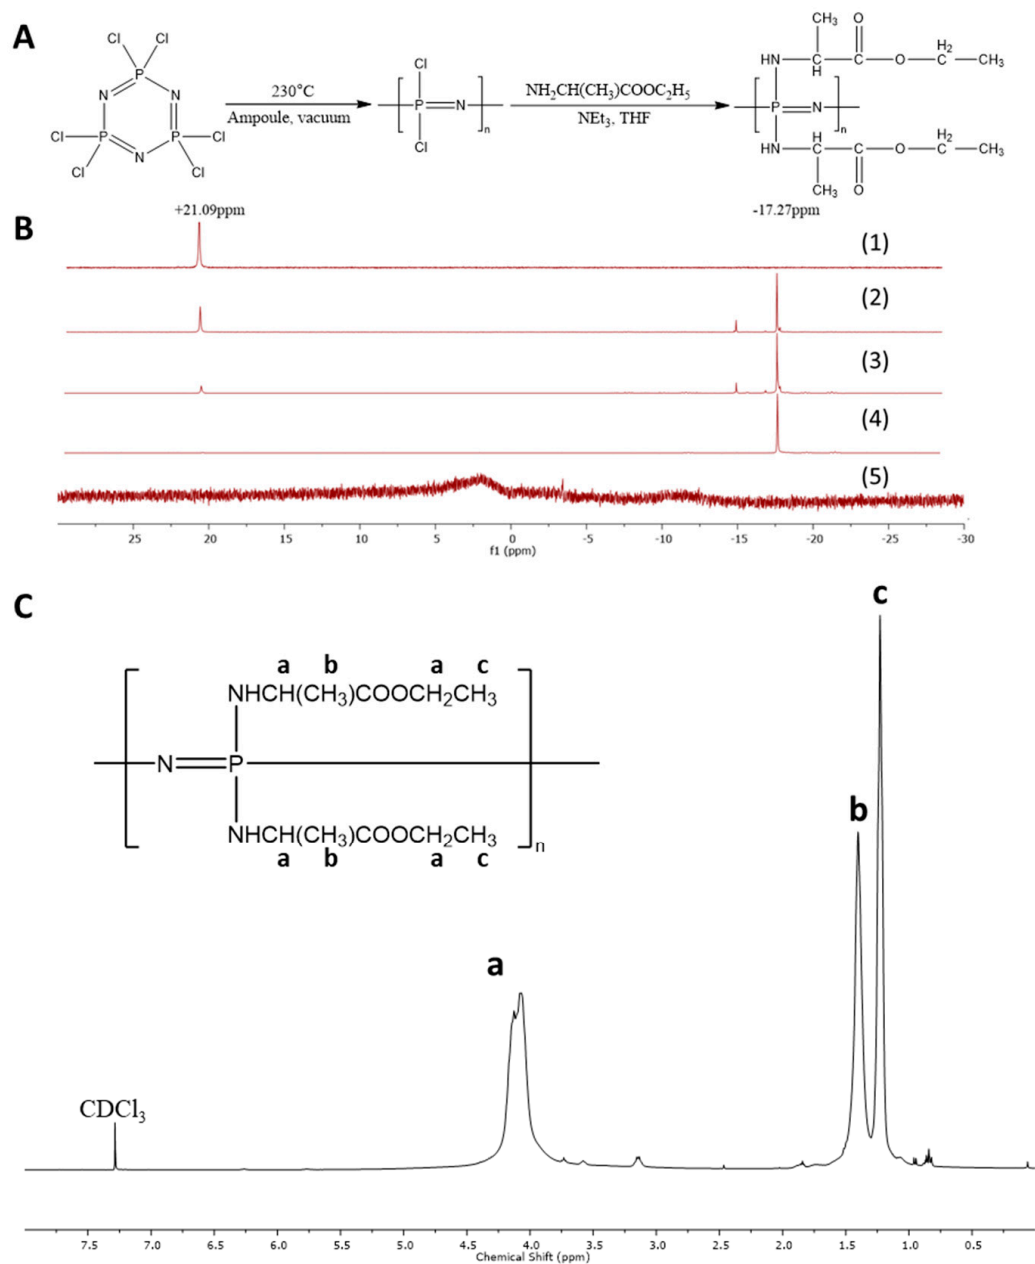 A
Cl Cl
P
N N
Cl P P Cl
N
Cl Cl
230°C
Ampoule, vacuum
Cl
P N
n
Cl
NH₂CH(CH₃)COOC₂H₅
NEt₃, THF
CH₃ O H₂
HN C C O C CH₃
H
P N
n
H H₂
HN C C O C CH₃
CH₃ O
B
+21.09ppm -17.27ppm
(1)
(2)
(3)
(4)
(5)
25 20 15 10 5 0 -5 -10 -15 -20 -25 -30
f1 (ppm)
C
c
a b a c
NHCH(CH₃)COOCH₂CH₃
N P
NHCH(CH₃)COOCH₂CH₃
n
a b a c
b
a
CDCl₃
7.5 7.0 6.5 6.0 5.5 5.0 4.5 4.0 3.5 3.0 2.5 2.0 1.5 1.0 0.5
Chemical Shift (ppm)